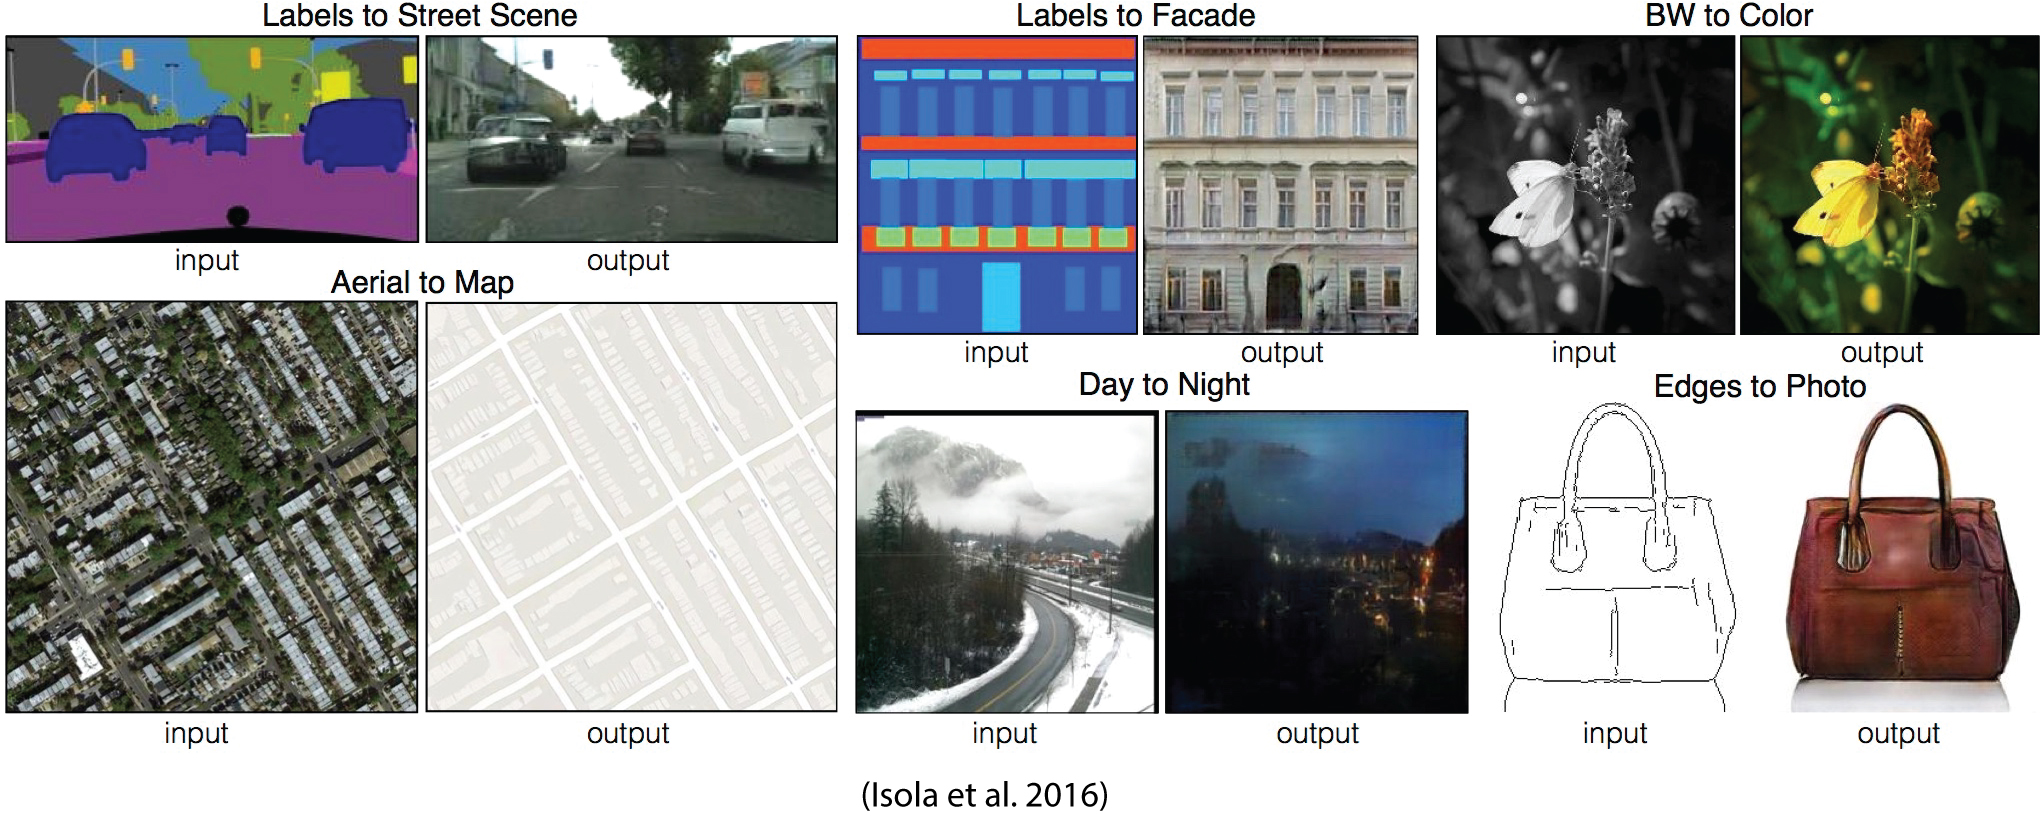 Labels to Street Scene
input
output
Aerial to Map
input
output
Labels to Facade
input
output
BW to Color
input
output
Day to Night
input
output
Edges to Photo
input
output
(Isola et al. 2016)